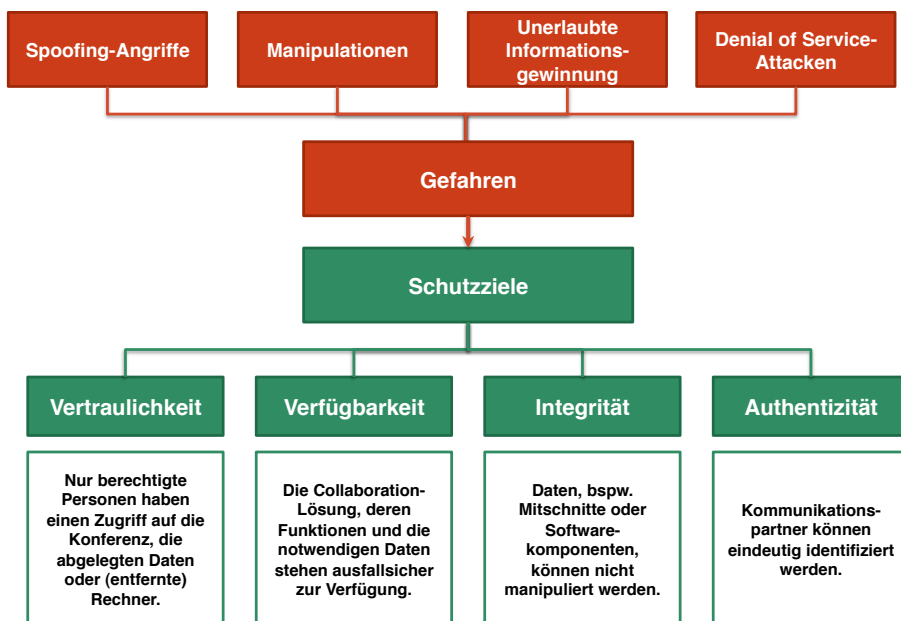 Spoofing-Angriffe
Manipulationen
Unerlaubte
Informations-
gewinnung
Denial of Service-
Attacken
Gefahren
Schutzziele
Vertraulichkeit
Verfügbarkeit
Integrität
Authentizität
Nur berechtigte
Personen haben
einen Zugriff auf die
Konferenz, die
abgelegten Daten
oder (entfernte)
Rechner.
Die Collaboration-
Lösung, deren
Funktionen und die
notwendigen Daten
stehen ausfallsicher
zur Verfügung.
Daten, bspw.
Mitschnitte oder
Software-
komponenten,
können nicht
manipuliert werden.
Kommunikations-
partner können
eindeutig identifiziert
werden.